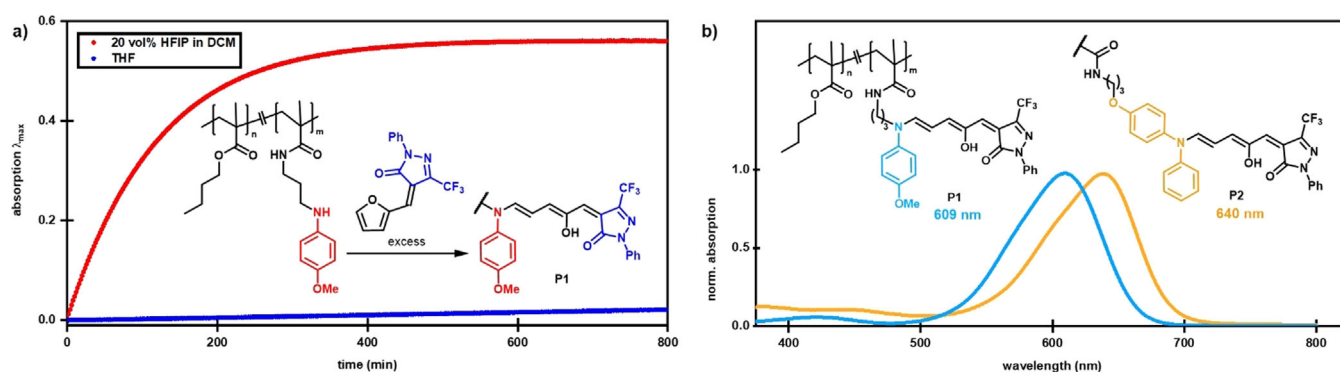 a)
absorption λmax
0.6
0.4
0.2
0.0
20 vol% HFIP in DCM
THF
n
m
O
O
HN
O
NH
OMe
Ph
N
N
O
CF3
O
excess
N
OH
O
CF3
N
N
Ph
OMe
P1
0
200
400
600
800
time (min)
b)
norm. absorption
1.0
0.5
0.0
n
m
O
O
HN
O
3
N
OH
O
CF3
N
N
Ph
OMe
P1
609 nm
O
HN
3
O
N
OH
O
CF3
N
N
Ph
P2
640 nm
400
500
600
700
800
wavelength (nm)